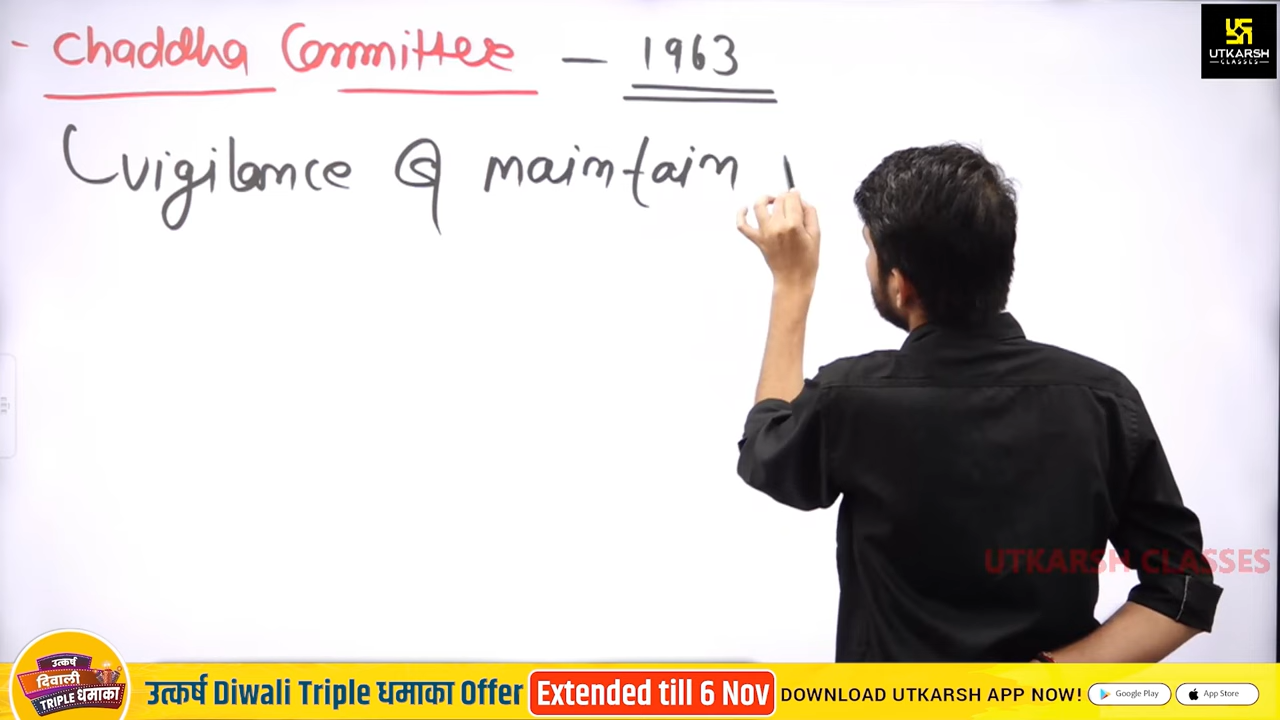 - Chaddha Committee — 1963
(vigilance & maintain
UTKARSH
CLASSES
UTKARSH CLASSES
उत्कर्ष
दिवाली
TRIPLE धमाका
उत्कर्ष Diwali Triple धमाका Offer Extended till 6 Nov DOWNLOAD UTKARSH APP NOW! Google Play App Store